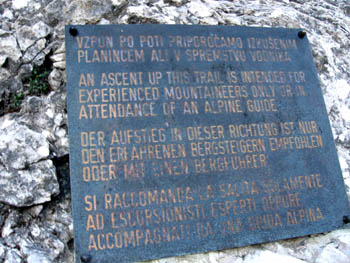 VZPON PO POTI PRIPOROČAMO IZKUŠENIM
PLANINCEM ALI V SPREMSTVU VODNIKA
AN ASCENT UP THIS TRAIL IS INTENDED FOR
EXPERIENCED MOUNTAINEERS ONLY OR IN
ATTENDANCE OF AN ALPINE GUIDE
DER AUFSTIEG IN DIESER RICHTUNG IST NUR
DEN ERFAHRENEN BERGSTEIGERN EMPFOHLEN
ODER MIT EINEN BERGFÜHRER
SI RACCOMANDA LA SALITA SOLAMENTE
AD ESCURSIONISTI ESPERTI OPPURE
ACCOMPAGNATI DA UNA GUIDA ALPINA